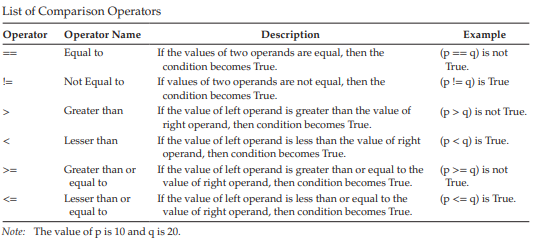 List of Comparison Operators
Operator Operator Name Description Example
== Equal to If the values of two operands are equal, then the (p == q) is not
condition becomes True. True.
!= Not Equal to If values of two operands are not equal, then the (p != q) is True
condition becomes True.
> Greater than If the value of left operand is greater than the value of (p > q) is not True.
right operand, then condition becomes True.
< Lesser than If the value of left operand is less than the value of right (p < q) is True.
operand, then condition becomes True.
>= Greater than or If the value of left operand is greater than or equal to the (p >= q) is not
equal to value of right operand, then condition becomes True. True.
<= Lesser than or If the value of left operand is less than or equal to the (p <= q) is True.
equal to value of right operand, then condition becomes True.
Note: The value of p is 10 and q is 20.